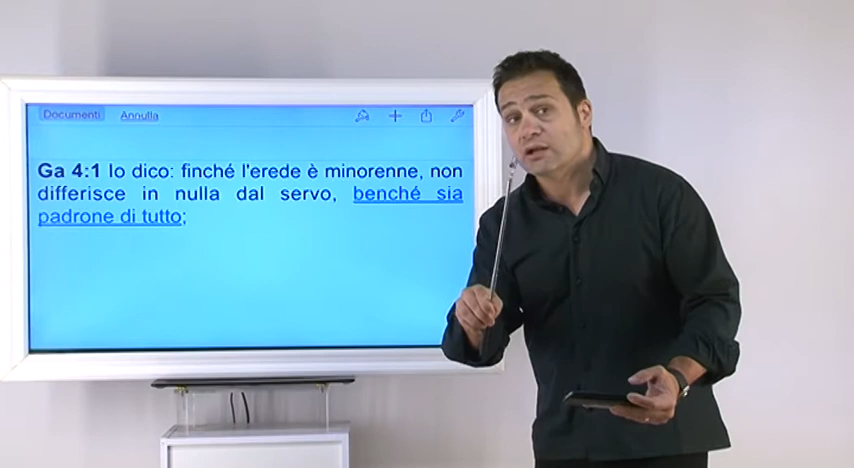 Documenti Annulla
Ga 4:1 Io dico: finché l'erede è minorenne, non
differisce in nulla dal servo, benché sia
padrone di tutto;